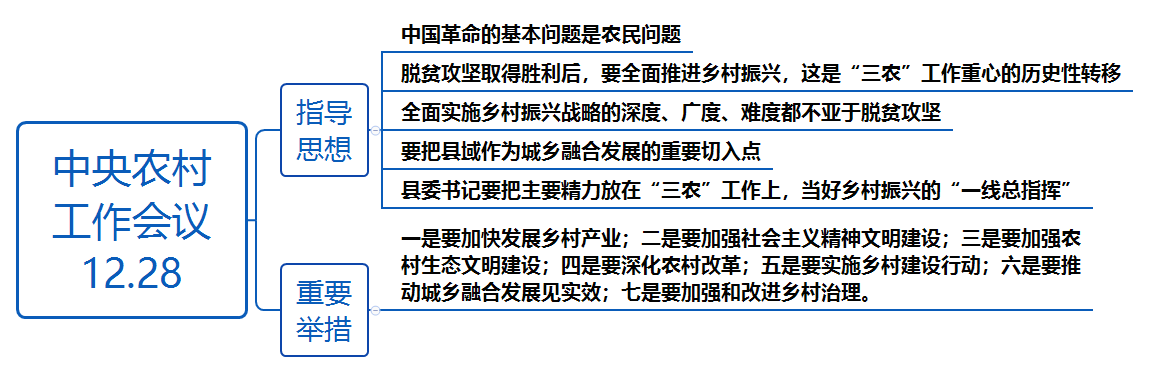 中央农村
工作会议
12.28
指导
思想
中国革命的基本问题是农民问题
脱贫攻坚取得胜利后，要全面推进乡村振兴，这是“三农”工作重心的历史性转移
全面实施乡村振兴战略的深度、广度、难度都不亚于脱贫攻坚
要把县域作为城乡融合发展的重要切入点
县委书记要把主要精力放在“三农”工作上，当好乡村振兴的“一线总指挥”
重要
举措
一是要加快发展乡村产业；二是要加强社会主义精神文明建设；三是要加强农
村生态文明建设；四是要深化农村改革；五是要实施乡村建设行动；六是要推
动城乡融合发展见实效；七是要加强和改进乡村治理。